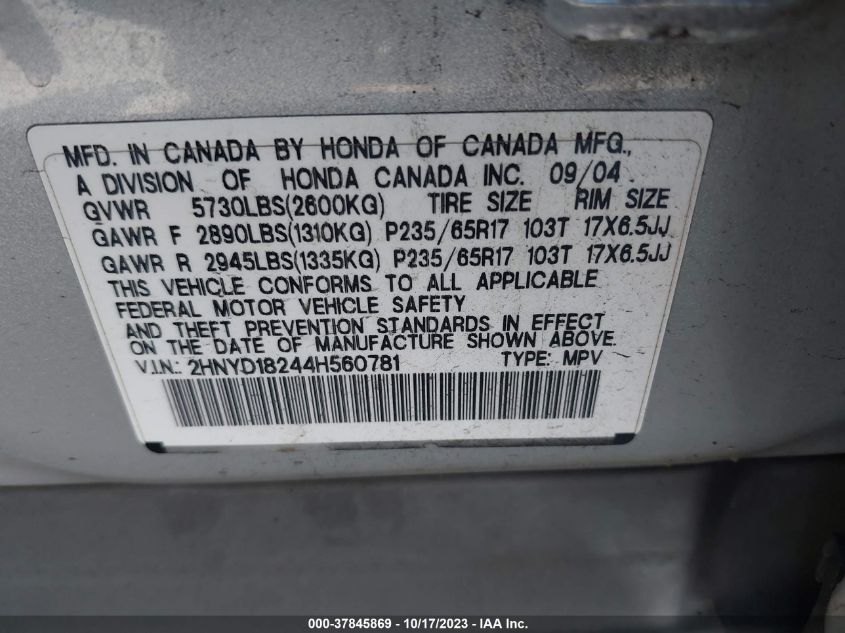 MFD. IN CANADA BY HONDA OF CANADA MFG.,
A DIVISION OF HONDA CANADA INC. 09/04
GVWR 5730LBS(2600KG) TIRE SIZE RIM SIZE
GAWR F 2890LBS(1310KG) P235/65R17 103T 17X6.5JJ
GAWR R 2945LBS(1335KG) P235/65R17 103T 17X6.5JJ
THIS VEHICLE CONFORMS TO ALL APPLICABLE
FEDERAL MOTOR VEHICLE SAFETY
AND THEFT PREVENTION STANDARDS IN EFFECT
ON THE DATE OF MANUFACTURE SHOWN ABOVE.
V.I.N.: 2HNYD18244H560781 TYPE: MPV
000-37845869 - 10/17/2023 - IAA Inc.